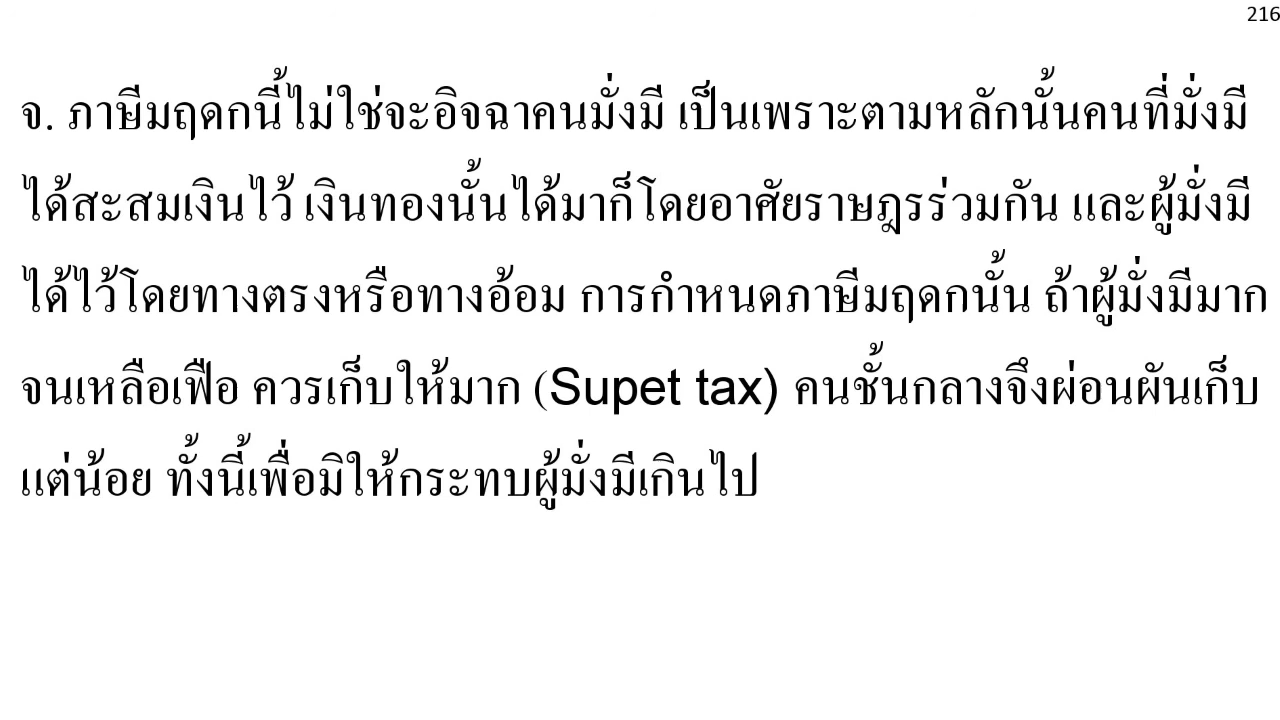 216
จ. ภาษีมฤดกนี้ไม่ใช่จะอิจฉาคนมั่งมี เป็นเพราะตามหลักนั้นคนที่มั่งมี
ได้สะสมเงินไว้ เงินทองนั้นได้มาก็โดยอาศัยราษฎรร่วมกัน และผู้มั่งมี
ได้ไว้โดยทางตรงหรือทางอ้อม การกำหนดภาษีมฤดกนั้น ถ้าผู้มั่งมีมาก
จนเหลือเฟือ ควรเก็บให้มาก (Supet tax) คนชั้นกลางจึงผ่อนผันเก็บ
แต่น้อย ทั้งนี้เพื่อมิให้กระทบผู้มั่งมีเกินไป